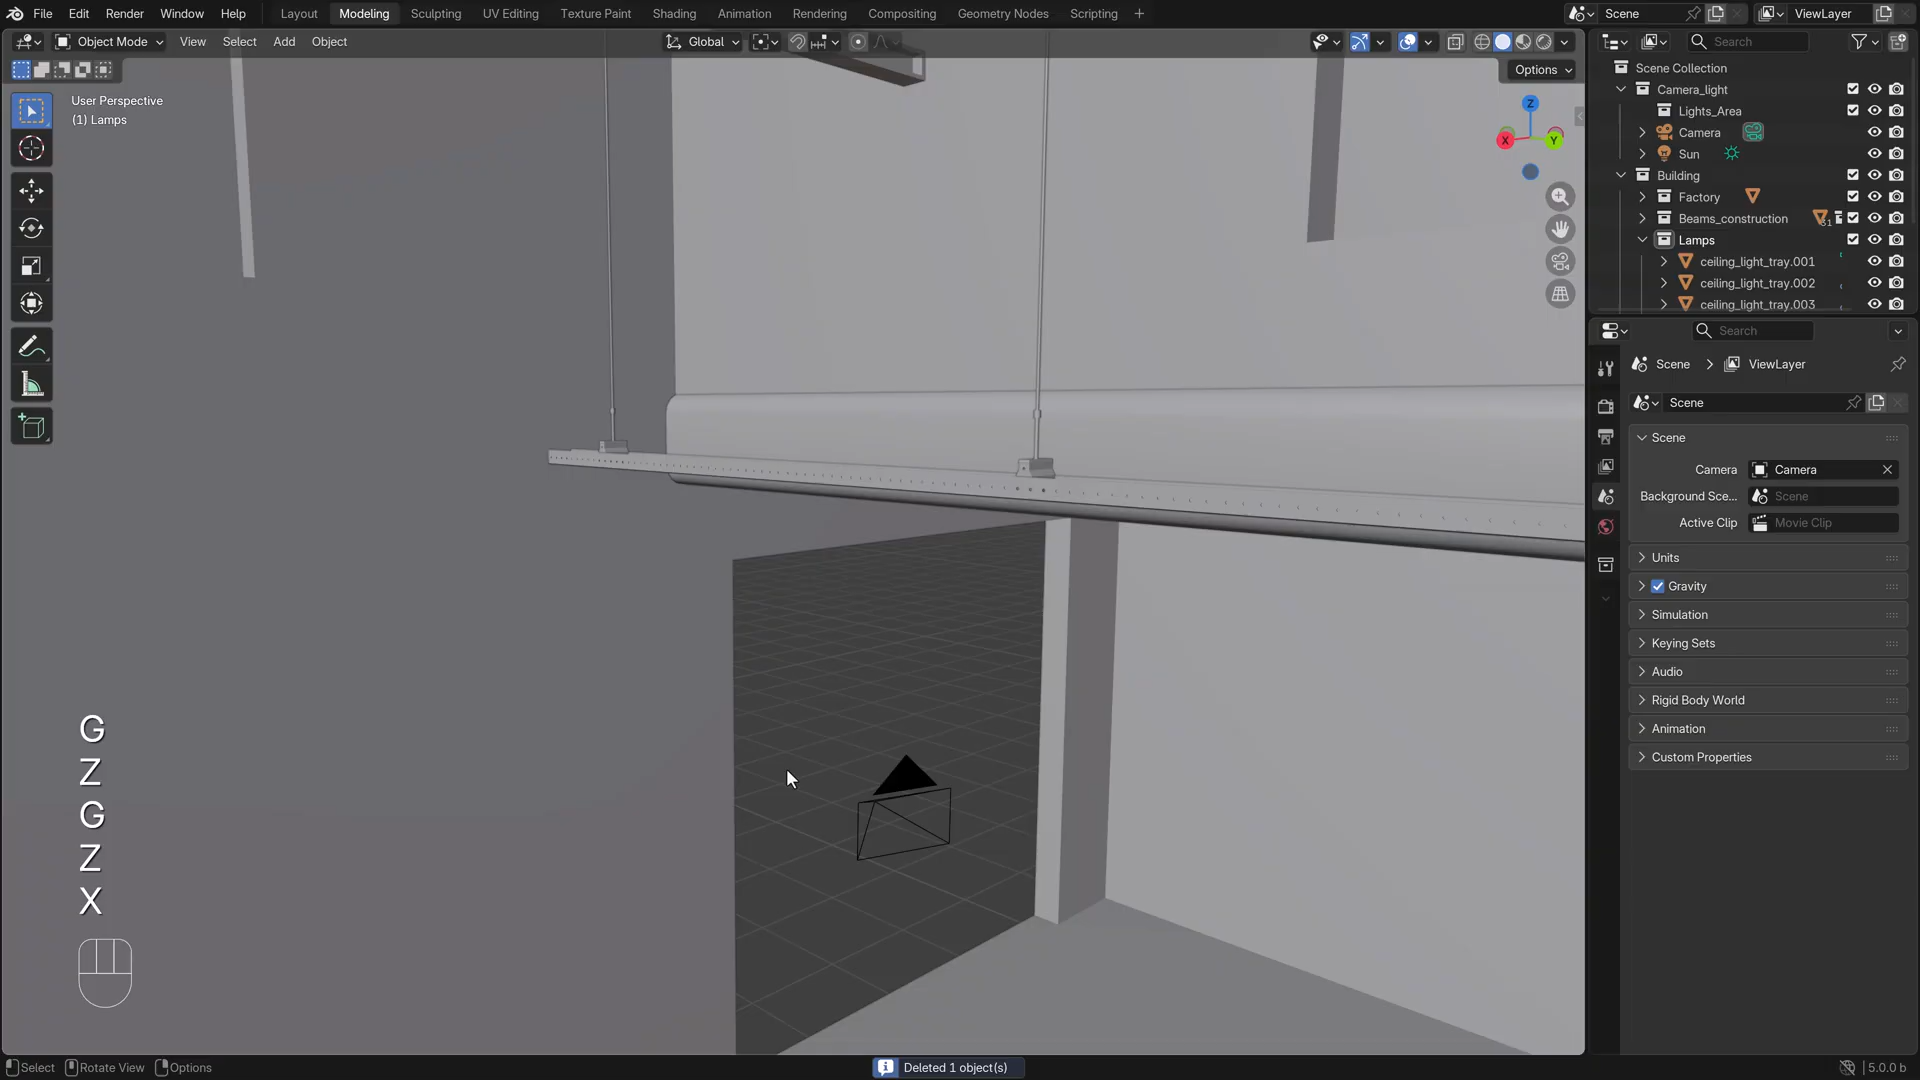 File Edit Render Window Help Layout Modeling Sculpting UV Editing Texture Paint Shading Animation Rendering Compositing Geometry Nodes Scripting + Scene ViewLayer
Object Mode View Select Add Object Global Search
Options
User Perspective
(1) Lamps
Z
X
Y
Scene Collection
Camera_light
Lights_Area
Camera
Sun
Building
Factory
Beams_construction
Lamps
ceiling_light_tray.001
ceiling_light_tray.002
ceiling_light_tray.003
Search
Scene ViewLayer
Scene
Scene
Camera Camera
Background Sce... Scene
Active Clip Movie Clip
Units
Gravity
Simulation
Keying Sets
Audio
Rigid Body World
Animation
Custom Properties
G
Z
G
Z
X
Select Rotate View Options Deleted 1 object(s) 5.0.0 b